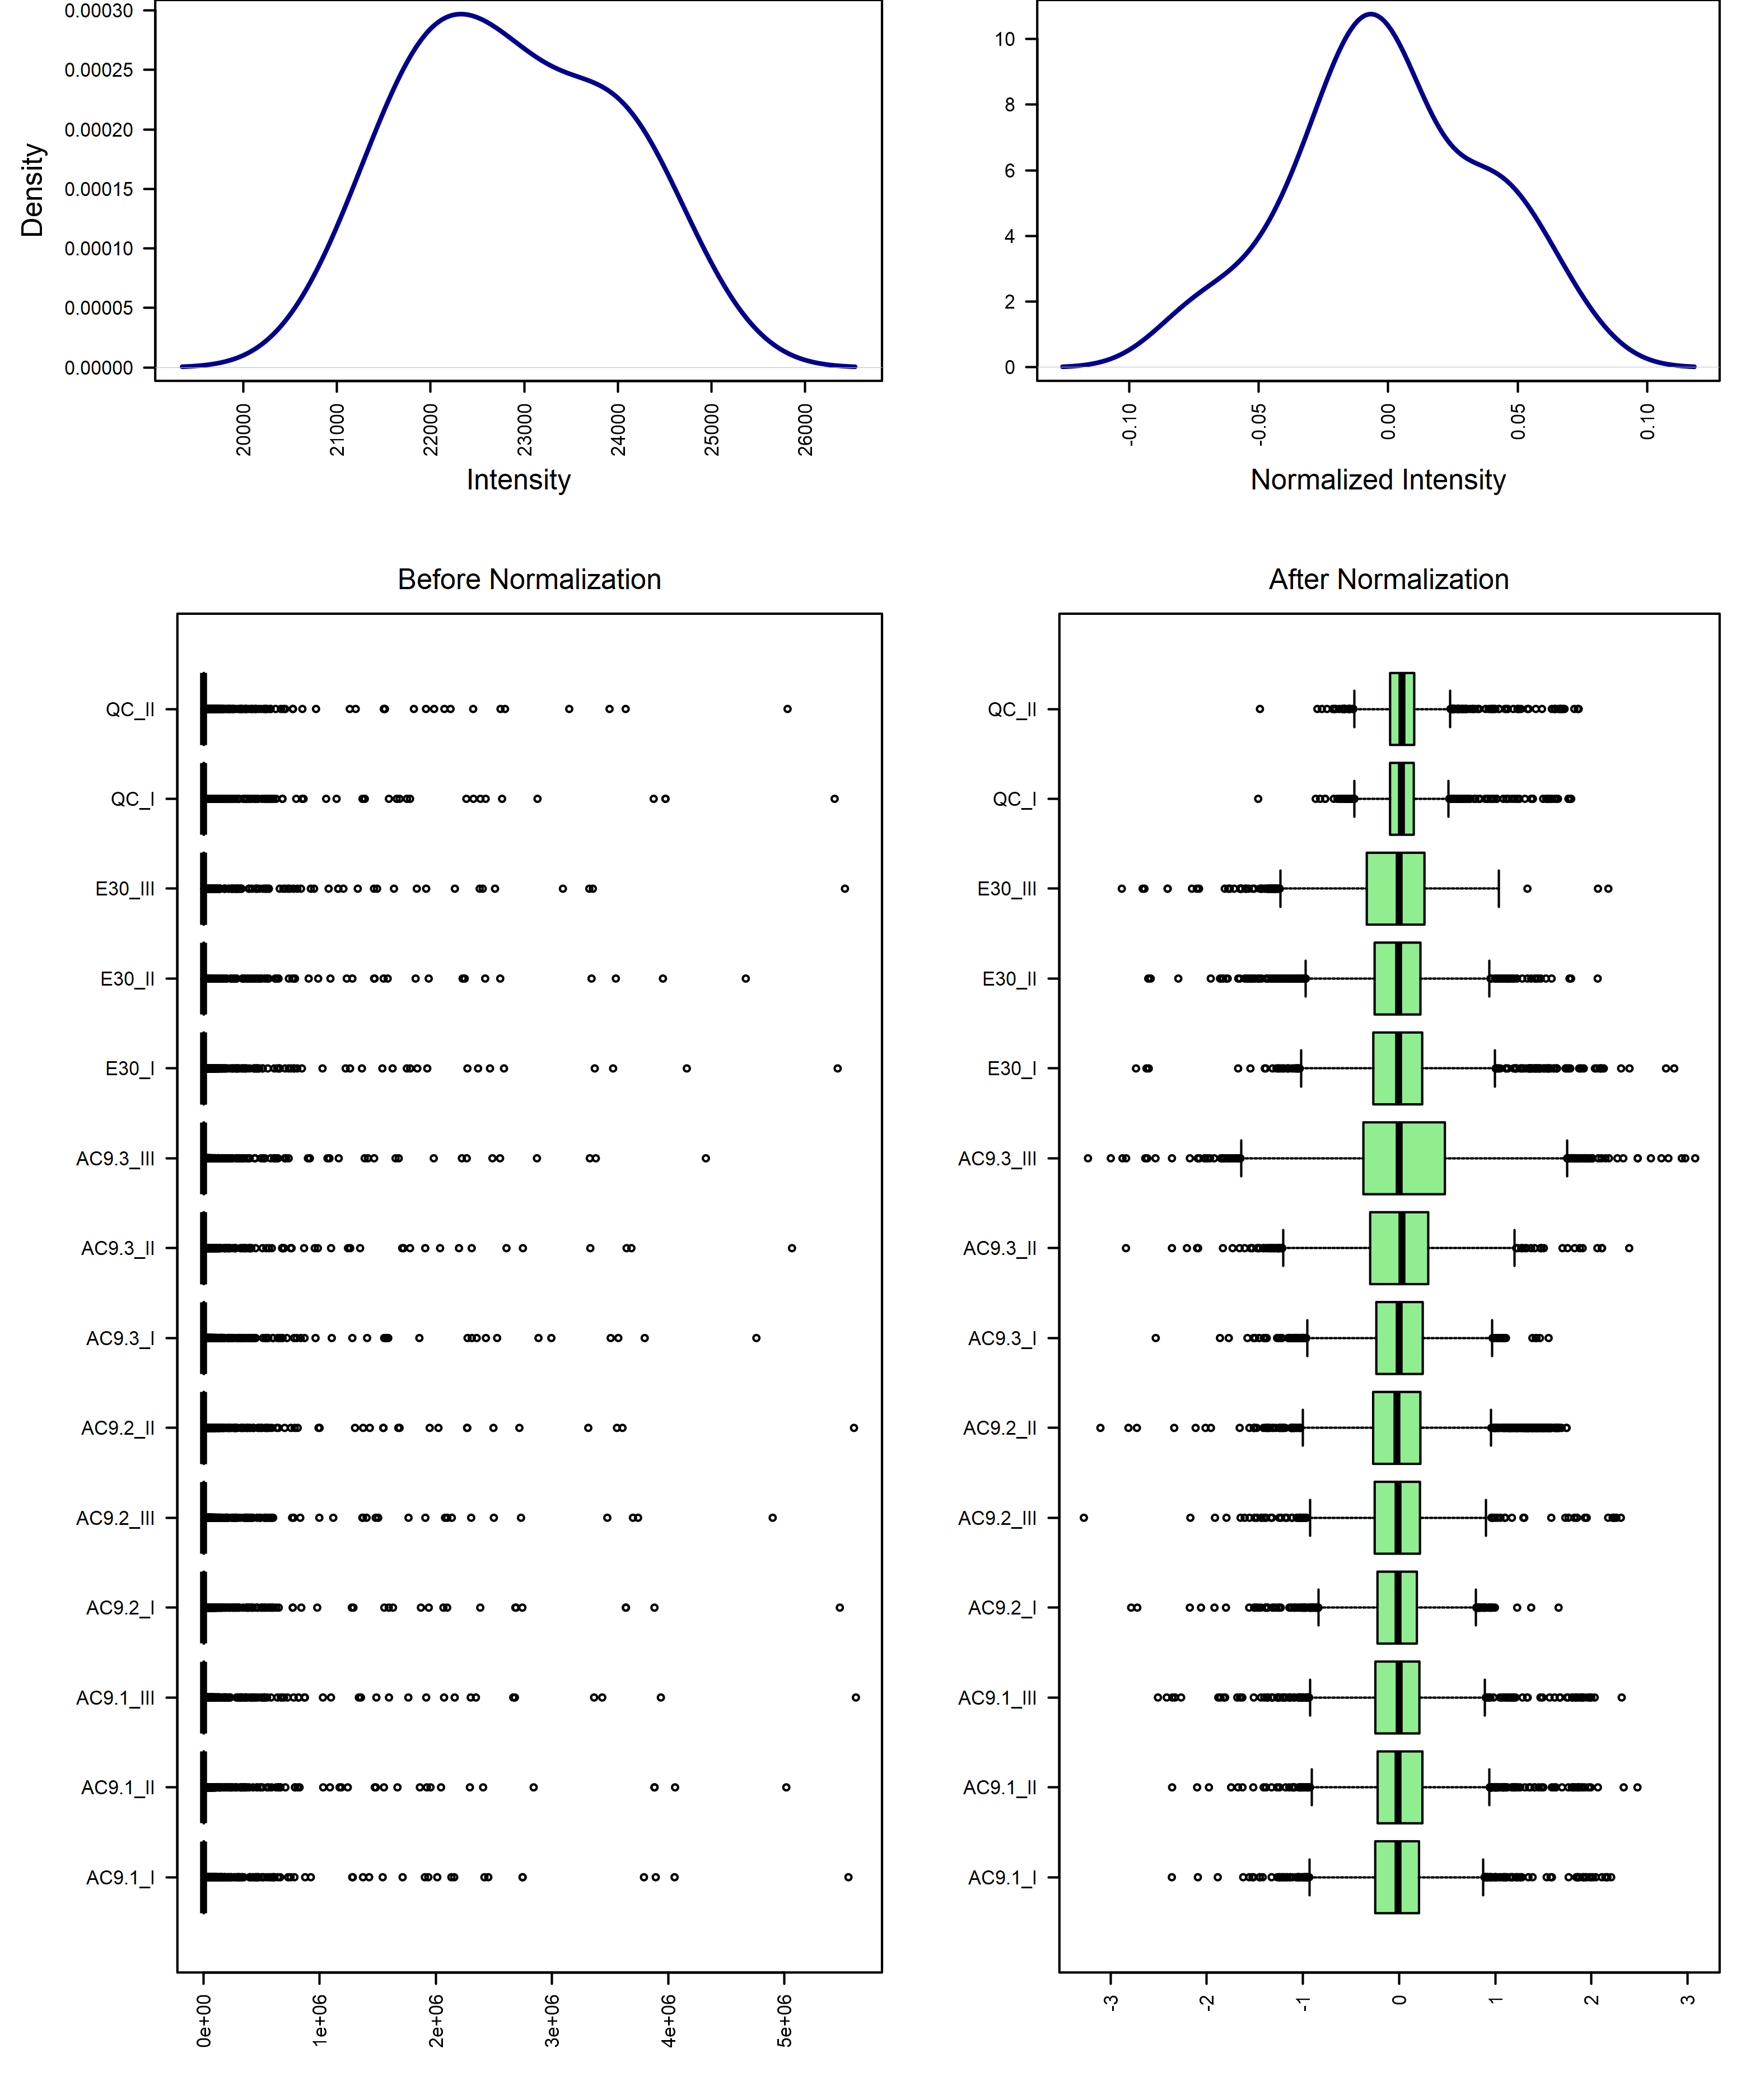 Density
0.00030
0.00025
0.00020
0.00015
0.00010
0.00005
0.00000
20000 21000 22000 23000 24000 25000 26000
Intensity
10
8
6
4
2
0
-0.10 -0.05 0.00 0.05 0.10
Normalized Intensity
Before Normalization
QC_II
QC_I
E30_III
E30_II
E30_I
AC9.3_III
AC9.3_II
AC9.3_I
AC9.2_II
AC9.2_III
AC9.2_I
AC9.1_III
AC9.1_II
AC9.1_I
0e+00 1e+06 2e+06 3e+06 4e+06 5e+06
After Normalization
QC_II
QC_I
E30_III
E30_II
E30_I
AC9.3_III
AC9.3_II
AC9.3_I
AC9.2_II
AC9.2_III
AC9.2_I
AC9.1_III
AC9.1_II
AC9.1_I
-3 -2 -1 0 1 2 3